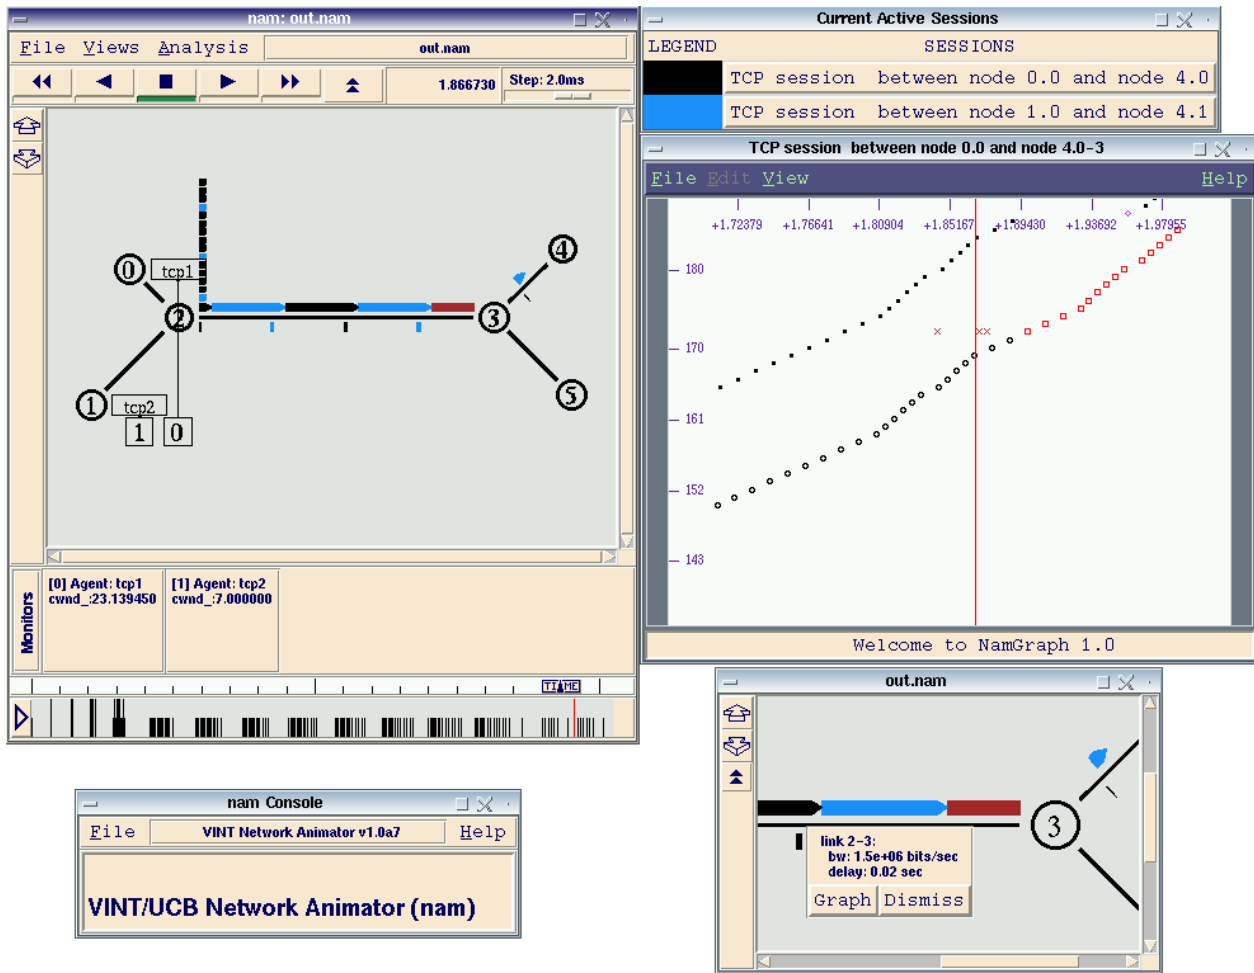 nam: out.nam
File Views Analysis out.nam
1.866730 Step: 2.0ms
0 tcp1
4
2
3
1 tcp2
5
1 0
Monitors
[0] Agent: tcp1
cwnd_:23.139450
[1] Agent: tcp2
cwnd_:7.000000
TIME
Current Active Sessions
LEGEND SESSIONS
TCP session between node 0.0 and node 4.0
TCP session between node 1.0 and node 4.1
TCP session between node 0.0 and node 4.0-3
File Edit View Help
+1.72379 +1.76641 +1.80904 +1.85167 +1.89430 +1.93692 +1.97955
180
170
161
152
143
Welcome to NamGraph 1.0
nam Console
File VINT Network Animator v1.0a7 Help
VINT/UCB Network Animator (nam)
out.nam
3
link 2-3:
bw: 1.5e+06 bits/sec
delay: 0.02 sec
Graph Dismiss